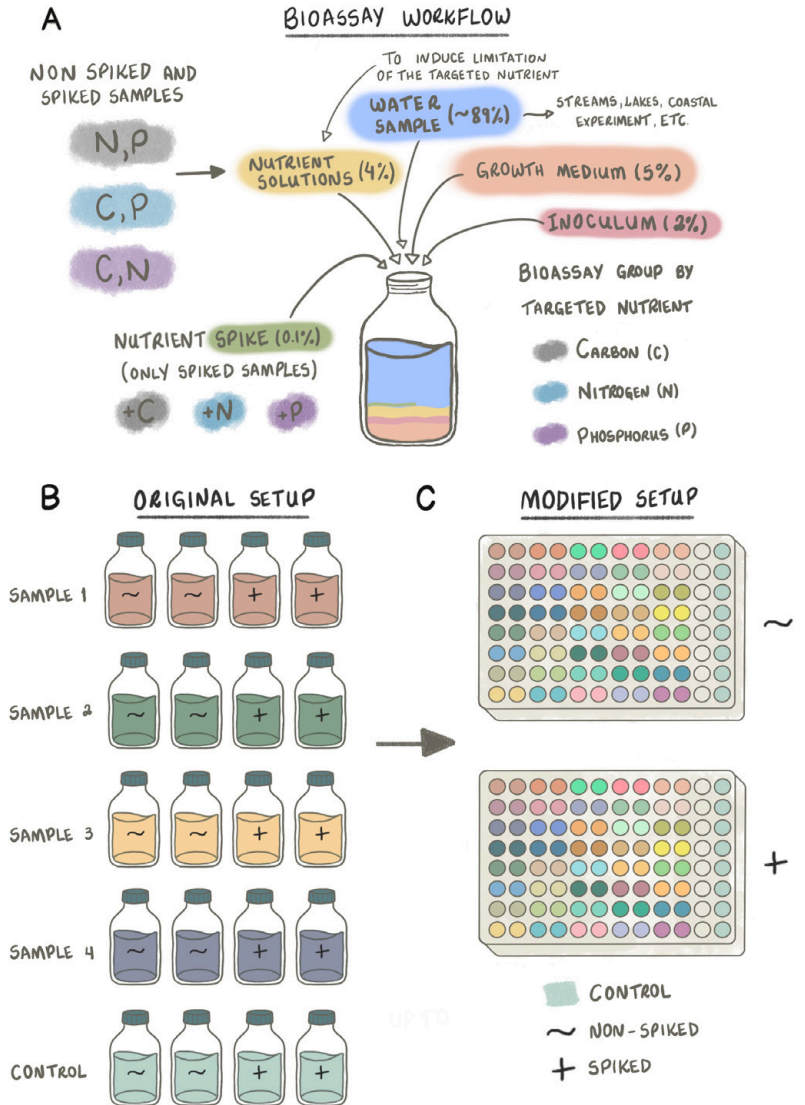 A
BIOASSAY WORKFLOW
NON SPIKED AND
SPIKED SAMPLES
N,P
C,P
C,N
TO INDUCE LIMITATION
OF THE TARGETED NUTRIENT
WATER
SAMPLE (~89%)
STREAMS, LAKES, COASTAL
EXPERIMENT, ETC.
NUTRIENT
SOLUTIONS (4%)
GROWTH MEDIUM (5%)
INOCULUM (2%)
NUTRIENT SPIKE (0.1%)
(ONLY SPIKED SAMPLES)
+C
+N
+P
BIOASSAY GROUP BY
TARGETED NUTRIENT
CARBON (C)
NITROGEN (N)
PHOSPHORUS (P)
B
ORIGINAL SETUP
SAMPLE 1
~ ~ + +
SAMPLE 2
~ ~ + +
SAMPLE 3
~ ~ + +
SAMPLE 4
~ ~ + +
CONTROL
~ ~ + +
C
MODIFIED SETUP
~
+
CONTROL
~ NON-SPIKED
+ SPIKED
UP TO